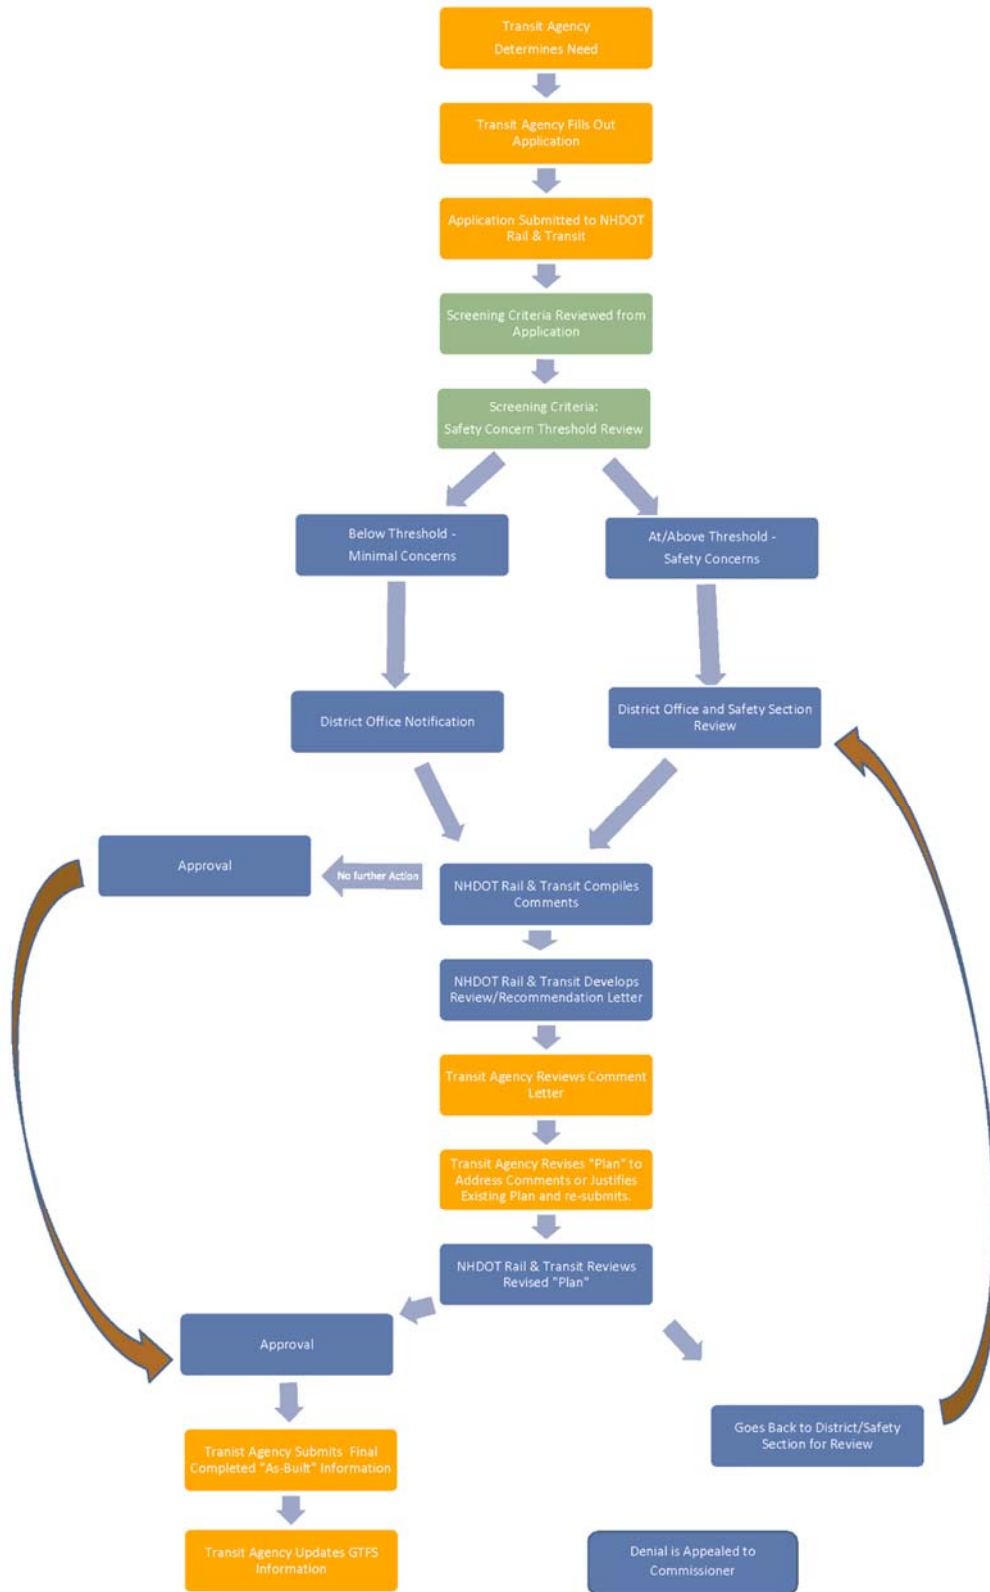 Transit Agency
Determines Need
Transit Agency Fills Out
Application
Application Submitted to NHDOT
Rail & Transit
Screening Criteria Reviewed from
Application
Screening Criteria:
Safety Concern Threshold Review
Below Threshold -
Minimal Concerns
At/Above Threshold -
Safety Concerns
District Office Notification
District Office and Safety Section
Review
Approval
No further Action
NHDOT Rail & Transit Compiles
Comments
NHDOT Rail & Transit Develops
Review/Recommendation Letter
Transit Agency Reviews Comment
Letter
Transit Agency Revises "Plan" to
Address Comments or Justifies
Existing Plan and re-submits.
NHDOT Rail & Transit Reviews
Revised "Plan"
Approval
Goes Back to District/Safety
Section for Review
Tranist Agency Submits Final
Completed "As-Built" Information
Transit Agency Updates GTFS
Information
Denial is Appealed to
Commissioner